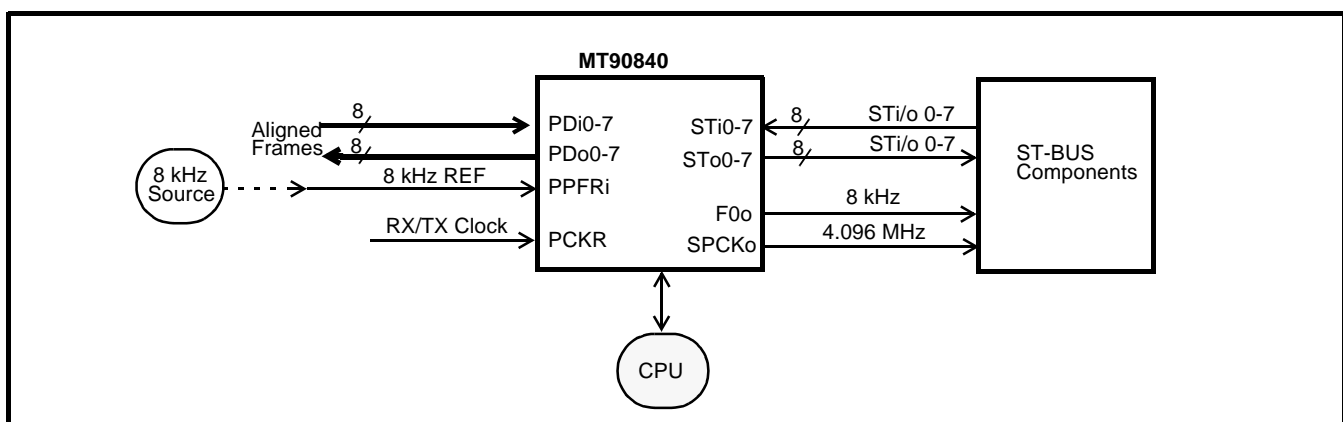 MT90840
8
Aligned
Frames
8
8 kHz
Source
8 kHz REF
RX/TX Clock
PDi0-7
PDo0-7
PPFRi
PCKR
STi0-7
STo0-7
F0o
SPCKo
8
STi/o 0-7
8
STi/o 0-7
8 kHz
4.096 MHz
ST-BUS
Components
CPU